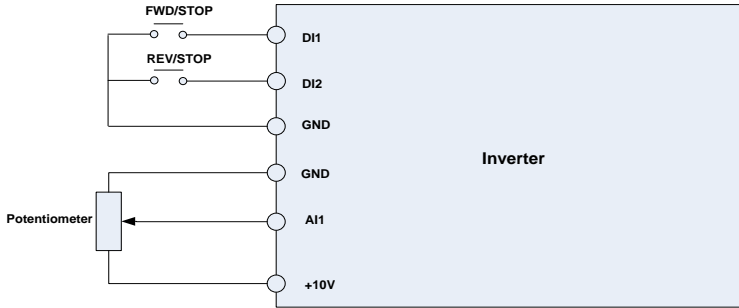 FWD/STOP
DI1
REV/STOP
DI2
GND
Inverter
GND
Potentiometer
AI1
+10V